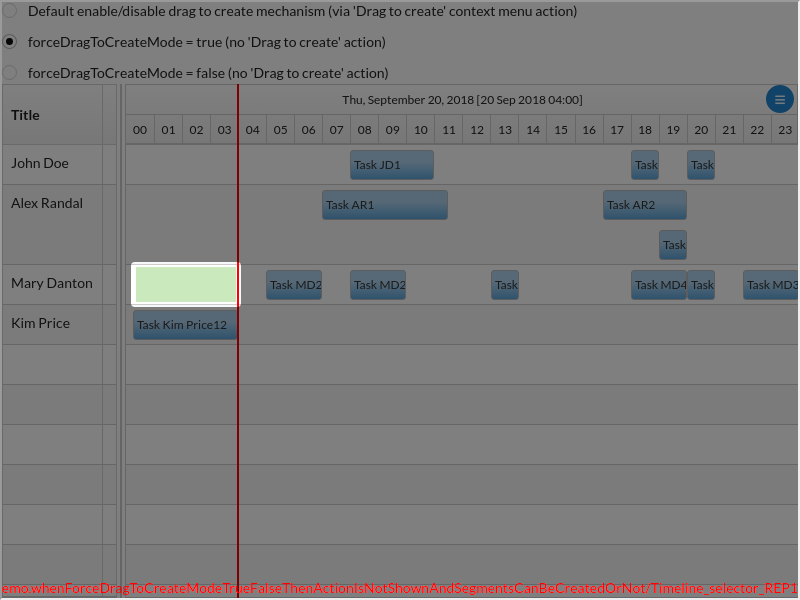 Default enable/disable drag to create mechanism (via 'Drag to create' context menu action)
forceDragToCreateMode = true (no 'Drag to create' action)
forceDragToCreateMode = false (no 'Drag to create' action)
Title
Thu, September 20, 2018 [20 Sep 2018 04:00]
00 01 02 03 04 05 06 07 08 09 10 11 12 13 14 15 16 17 18 19 20 21 22 23
John Doe Task JD1 Task Task
Alex Randal Task AR1 Task AR2
Task
Mary Danton Task MD2 Task MD2 Task Task MD4 Task Task MD3
Kim Price Task Kim Price12
emo.whenForceDragToCreateModeTrueFalseThenActionIsNotShownAndSegmentsCanBeCreatedOrNot/Timeline_selector_REP1